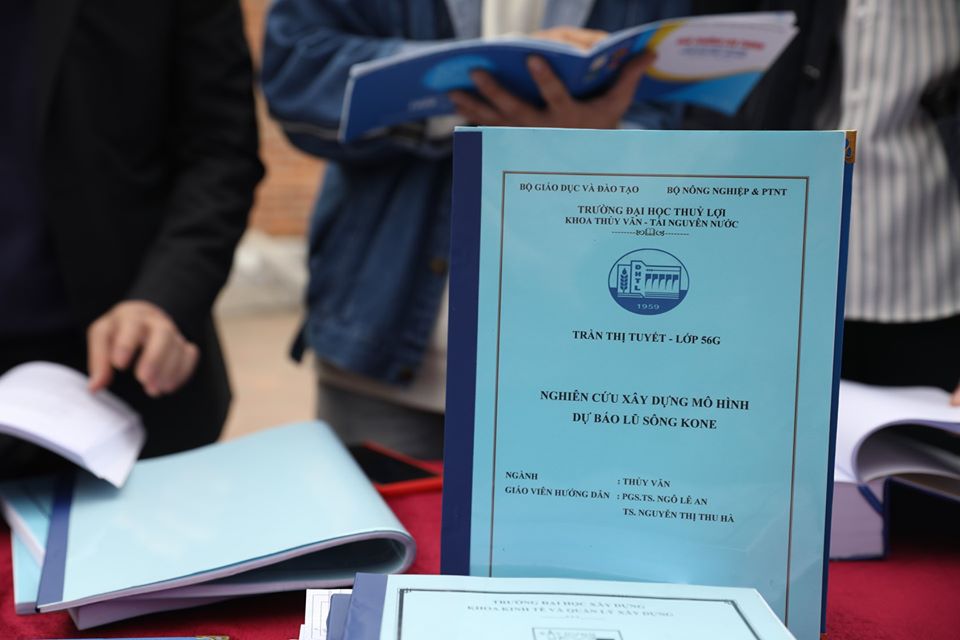 BỘ GIÁO DỤC VÀ ĐÀO TẠO BỘ NÔNG NGHIỆP & PTNT
TRƯỜNG ĐẠI HỌC THUỶ LỢI
KHOA THỦY VĂN - TÀI NGUYÊN NƯỚC
ĐHTL
1959
TRẦN THỊ TUYẾT - LỚP 56G
NGHIÊN CỨU XÂY DỰNG MÔ HÌNH
DỰ BÁO LŨ SÔNG KONE
NGÀNH : THỦY VĂN
GIÁO VIÊN HƯỚNG DẪN : PGS.TS. NGÔ LÊ AN
TS. NGUYỄN THỊ THU HÀ
TRƯỜNG ĐẠI HỌC XÂY DỰNG
KHOA KINH TẾ VÀ QUẢN LÝ XÂY DỰNG